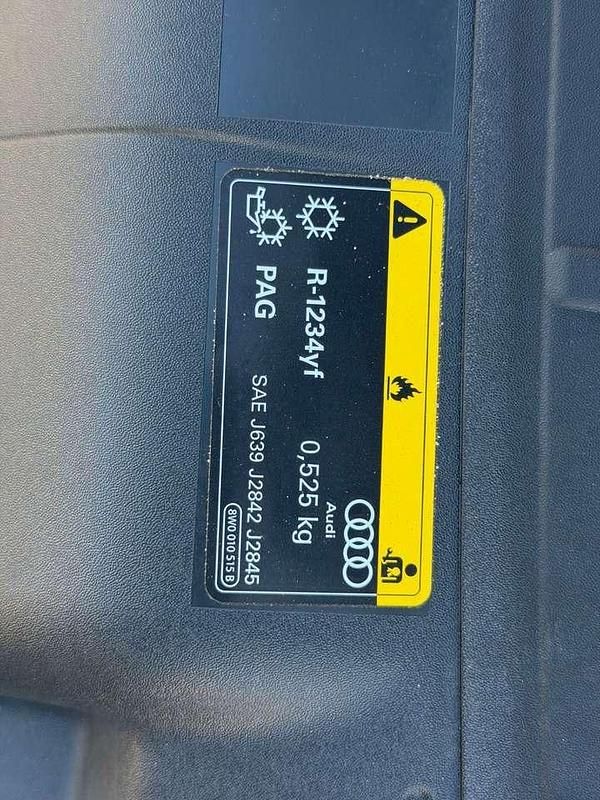 Audi
R-1234yf 0,525 kg
PAG SAE J639 J2842 J2845
8W0 010 515 B